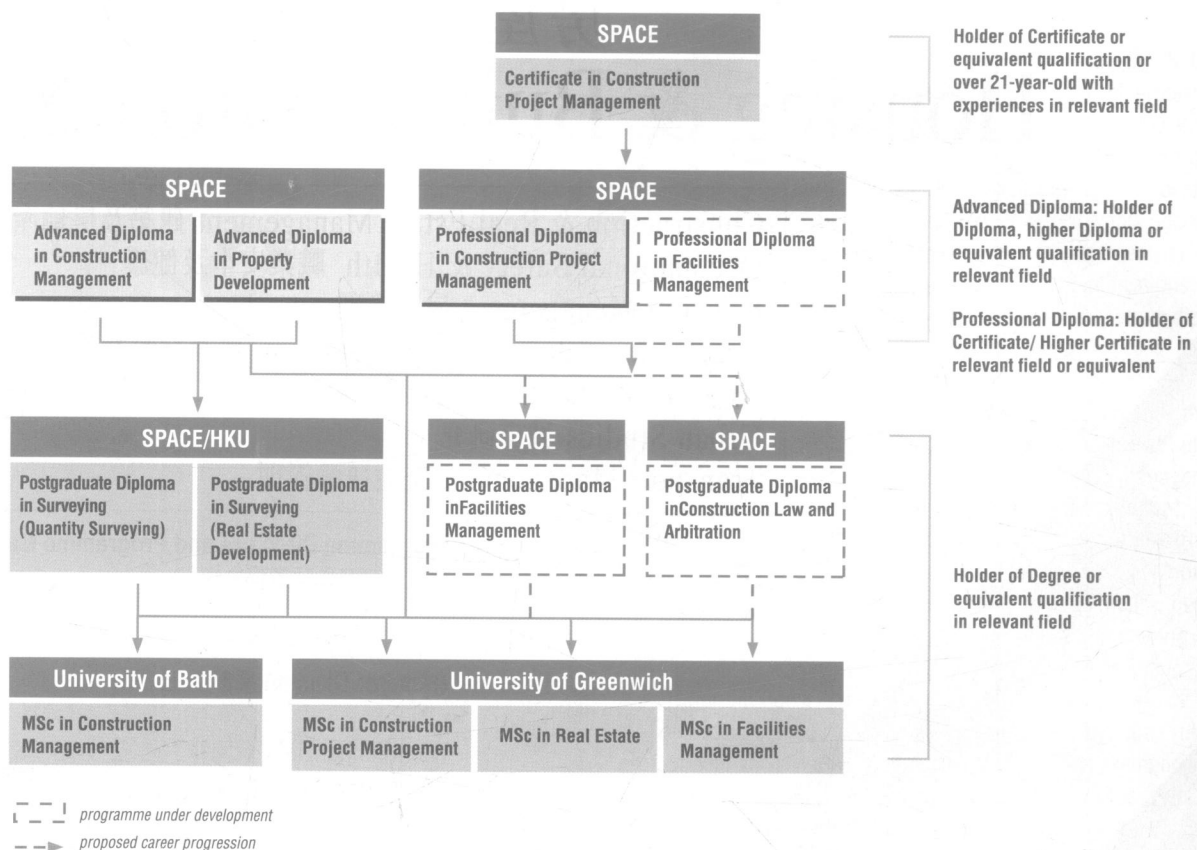 SPACE
Certificate in Construction
Project Management
Holder of Certificate or
equivalent qualification or
over 21-year-old with
experiences in relevant field
SPACE
Advanced Diploma
in Construction
Management
Advanced Diploma
in Property
Development
SPACE
Professional Diploma
in Construction Project
Management
Professional Diploma
in Facilities
Management
Advanced Diploma: Holder of
Diploma, higher Diploma or
equivalent qualification in
relevant field
Professional Diploma: Holder of
Certificate/ Higher Certificate in
relevant field or equivalent
SPACE/HKU
Postgraduate Diploma
in Surveying
(Quantity Surveying)
Postgraduate Diploma
in Surveying
(Real Estate
Development)
SPACE
Postgraduate Diploma
inFacilities
Management
SPACE
Postgraduate Diploma
inConstruction Law and
Arbitration
Holder of Degree or
equivalent qualification
in relevant field
University of Bath
MSc in Construction
Management
University of Greenwich
MSc in Construction
Project Management
MSc in Real Estate
MSc in Facilities
Management
programme under development
proposed career progression